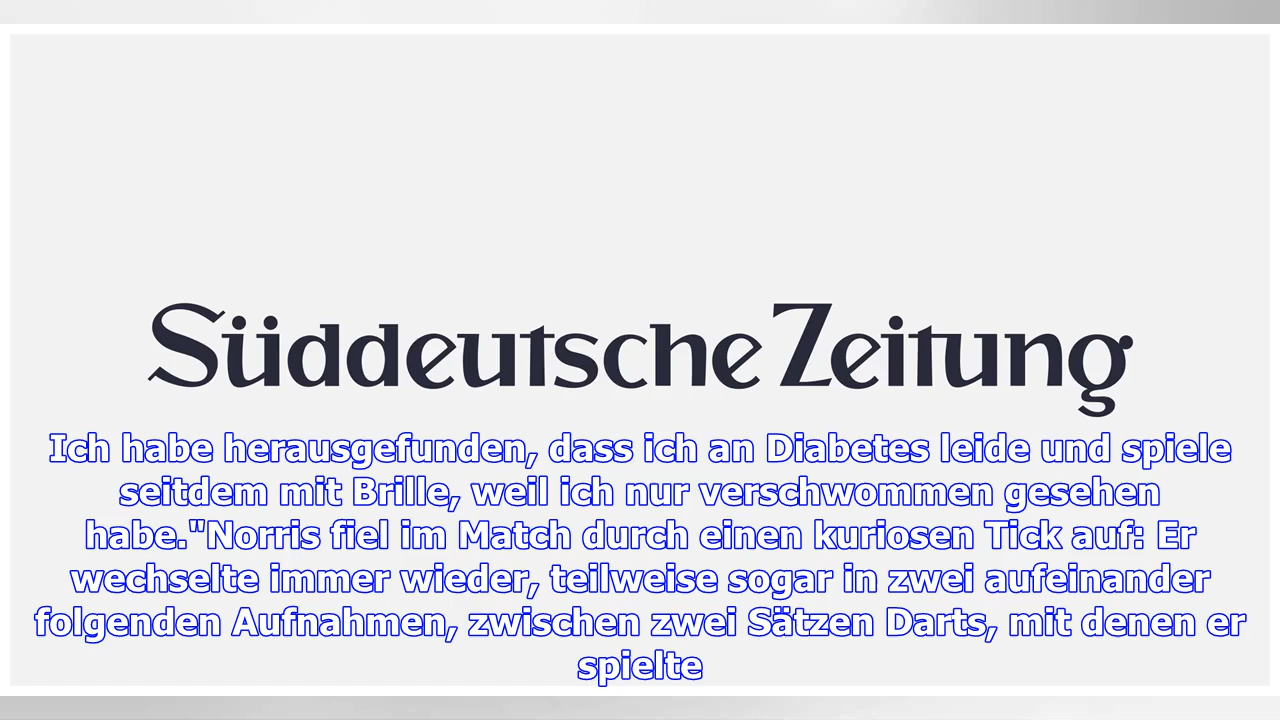 Süddeutsche Zeitung
Ich habe herausgefunden, dass ich an Diabetes leide und spiele
seitdem mit Brille, weil ich nur verschwommen gesehen
habe."Norris fiel im Match durch einen kuriosen Tick auf: Er
wechselte immer wieder, teilweise sogar in zwei aufeinander
folgenden Aufnahmen, zwischen zwei Sätzen Darts, mit denen er
spielte